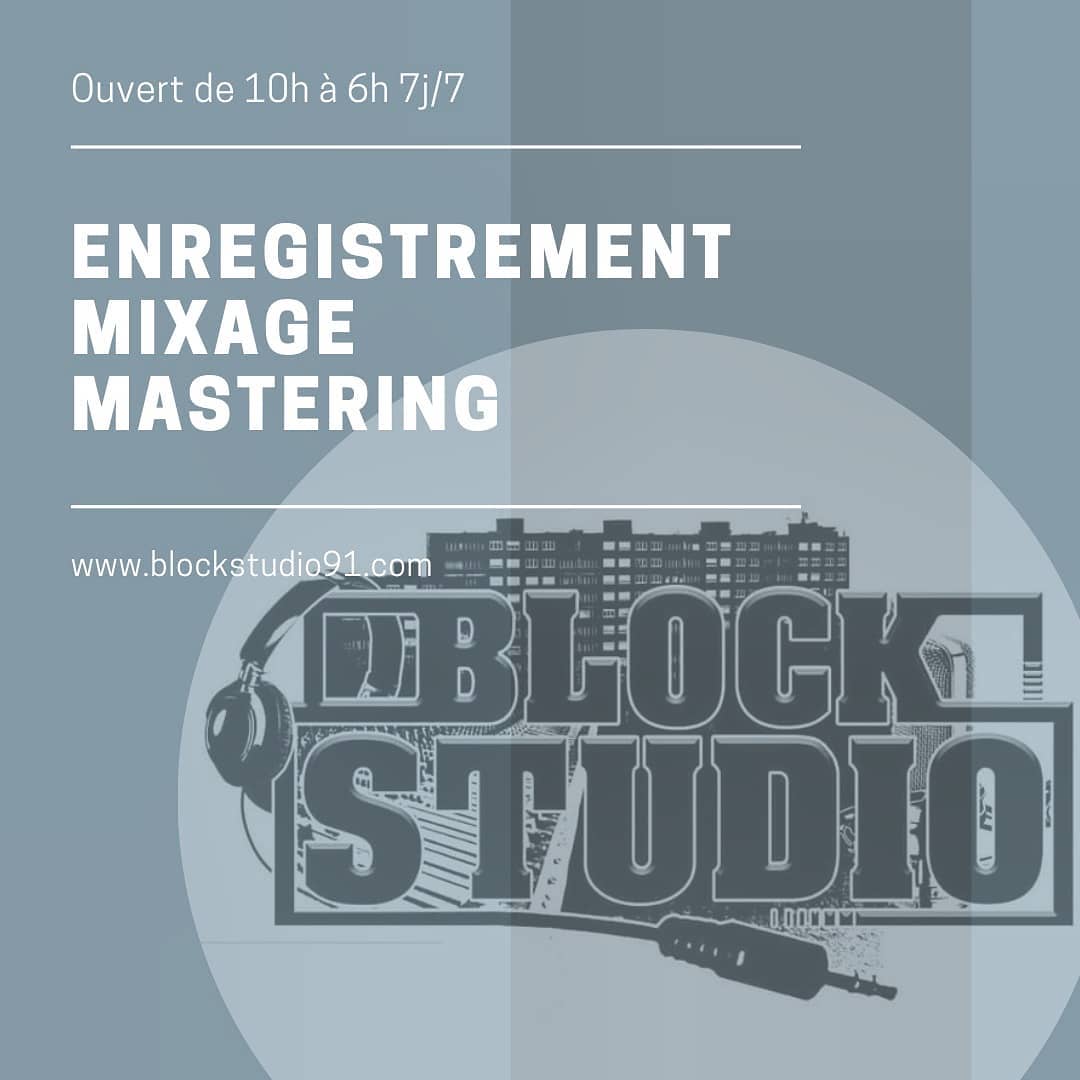 Ouvert de 10h à 6h 7j/7
ENREGISTREMENT
MIXAGE
MASTERING
www.blockstudio91.com
BLOCK
STUDIO